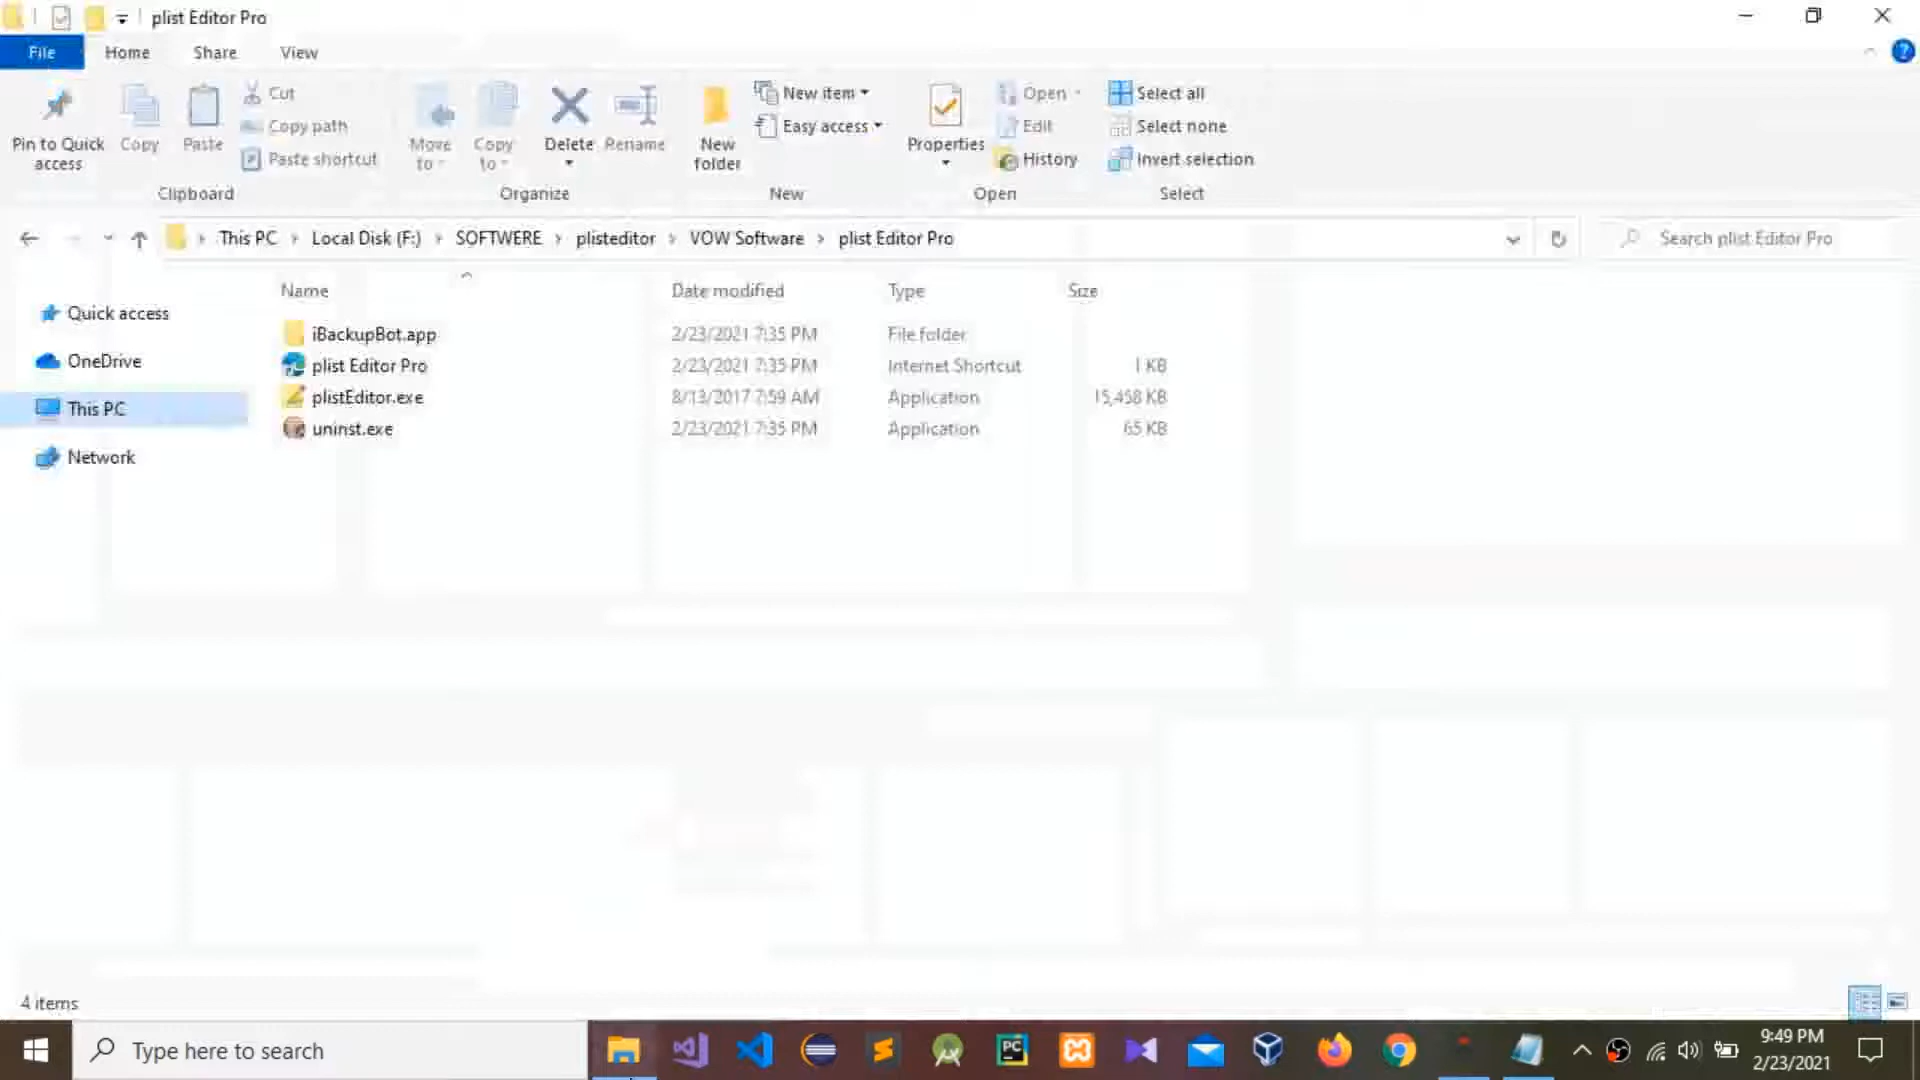 plist Editor Pro
File Home Share View
Pin to Quick access
Copy
Paste
Cut
Copy path
Paste shortcut
Clipboard
Move to
Copy to
Delete
Rename
Organize
New folder
New item
Easy access
New
Properties
Open
Edit
History
Open
Select all
Select none
Invert selection
Select
This PC Local Disk (F:) SOFTWERE plisteditor VOW Software plist Editor Pro
Search plist Editor Pro
Quick access
OneDrive
This PC
Network
Name Date modified Type Size
iBackupBot.app 2/23/2021 7:35 PM File folder
plist Editor Pro 2/23/2021 7:35 PM Internet Shortcut 1 KB
plistEditor.exe 8/13/2017 7:59 AM Application 15,458 KB
uninst.exe 2/23/2021 7:35 PM Application 65 KB
4 items
Type here to search
PC
9:49 PM
2/23/2021